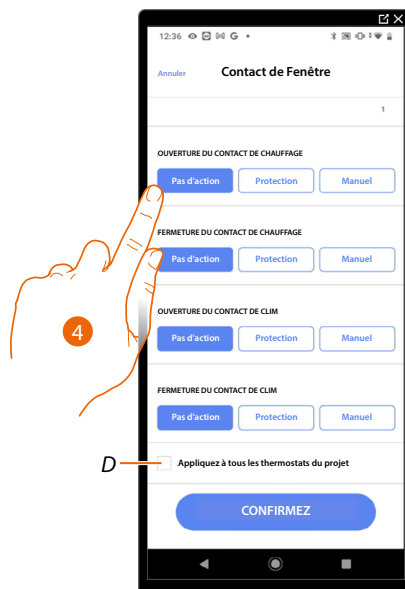 12:36 G
Annuler Contact de Fenêtre
1
OUVERTURE DU CONTACT DE CHAUFFAGE
Pas d'action Protection Manuel
FERMETURE DU CONTACT DE CHAUFFAGE
Pas d'action Protection Manuel
4
OUVERTURE DU CONTACT DE CLIM
Pas d'action Protection Manuel
FERMETURE DU CONTACT DE CLIM
Pas d'action Protection Manuel
D Appliquez à tous les thermostats du projet
CONFIRMEZ